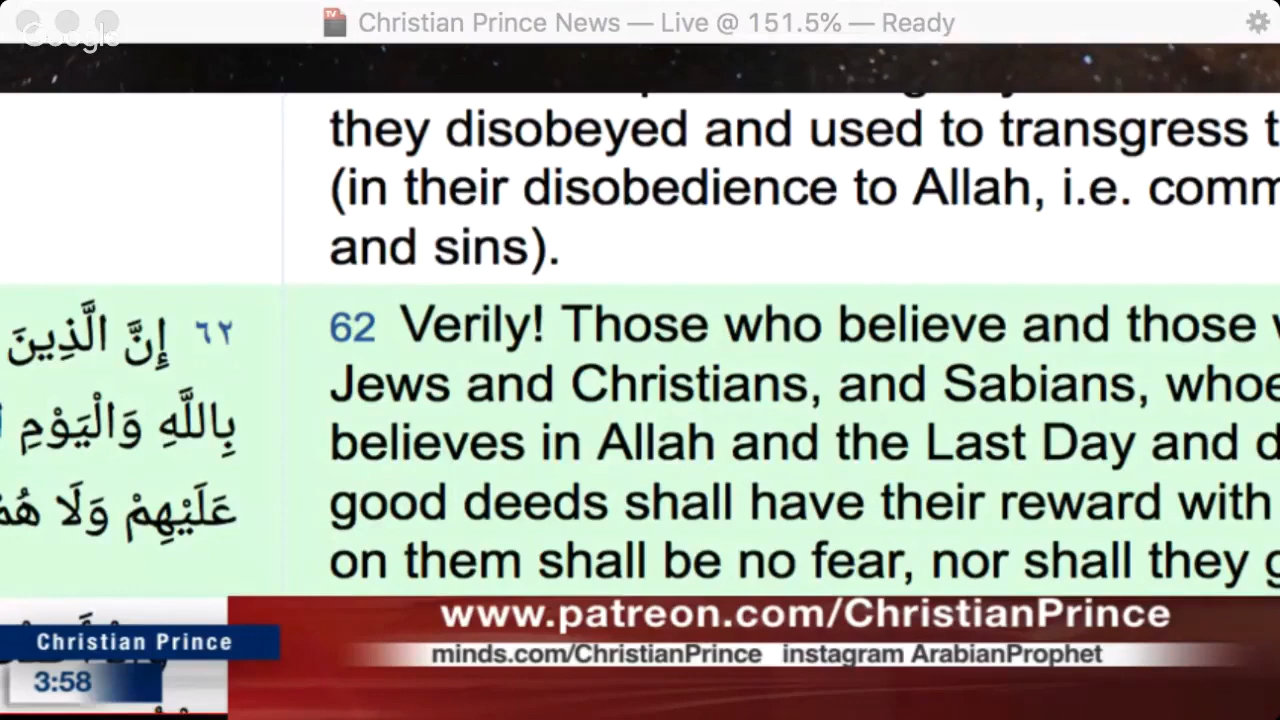 Christian Prince News — Live @ 151.5% — Ready
Google
they disobeyed and used to transgress t
(in their disobedience to Allah, i.e. comm
and sins).
62 Verily! Those who believe and those w
Jews and Christians, and Sabians, whoe
believes in Allah and the Last Day and d
good deeds shall have their reward with
on them shall be no fear, nor shall they g
٦٢ إِنَّ الَّذِينَ
بِاللَّهِ وَالْيَوْمِ
عَلَيْهِمْ وَلَا هُمْ
www.patreon.com/ChristianPrince
minds.com/ChristianPrince instagram ArabianProphet
Christian Prince
3:58